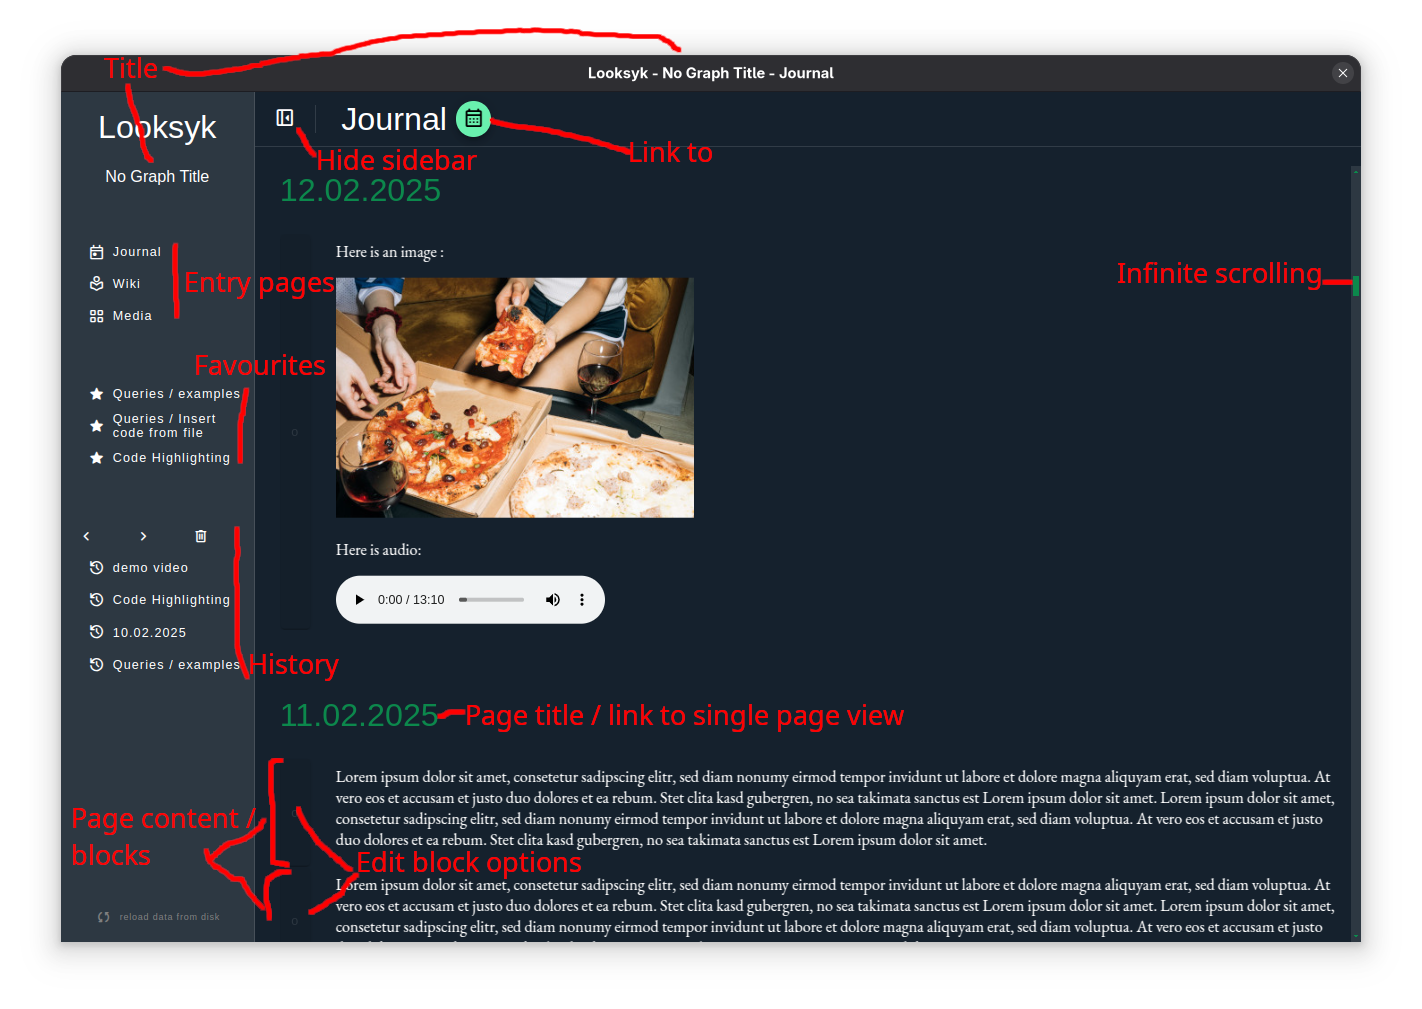 Title
Looksyk - No Graph Title - Journal
Looksyk
No Graph Title
Journal
Wiki
Media
Entry pages
Favourites
Queries / examples
Queries / Insert
code from file
Code Highlighting
demo video
Code Highlighting
10.02.2025
Queries / examples
History
Page content /
blocks
reload data from disk
Journal
Hide sidebar
Link to
12.02.2025
Here is an image :
Infinite scrolling
Here is audio:
0:00 / 13:10
11.02.2025
Page title / link to single page view
Lorem ipsum dolor sit amet, consetetur sadipscing elitr, sed diam nonumy eirmod tempor invidunt ut labore et dolore magna aliquyam erat, sed diam voluptua. At
vero eos et accusam et justo duo dolores et ea rebum. Stet clita kasd gubergren, no sea takimata sanctus est Lorem ipsum dolor sit amet. Lorem ipsum dolor sit amet,
consetetur sadipscing elitr, sed diam nonumy eirmod tempor invidunt ut labore et dolore magna aliquyam erat, sed diam voluptua. At vero eos et accusam et justo
duo dolores et ea rebum. Stet clita kasd gubergren, no sea takimata sanctus est Lorem ipsum dolor sit amet.
Edit block options
Lorem ipsum dolor sit amet, consetetur sadipscing elitr, sed diam nonumy eirmod tempor invidunt ut labore et dolore magna aliquyam erat, sed diam voluptua. At
vero eos et accusam et justo duo dolores et ea rebum. Stet clita kasd gubergren, no sea takimata sanctus est Lorem ipsum dolor sit amet. Lorem ipsum dolor sit amet,
consetetur sadipscing elitr, sed diam nonumy eirmod tempor invidunt ut labore et dolore magna aliquyam erat, sed diam voluptua. At vero eos et accusam et justo